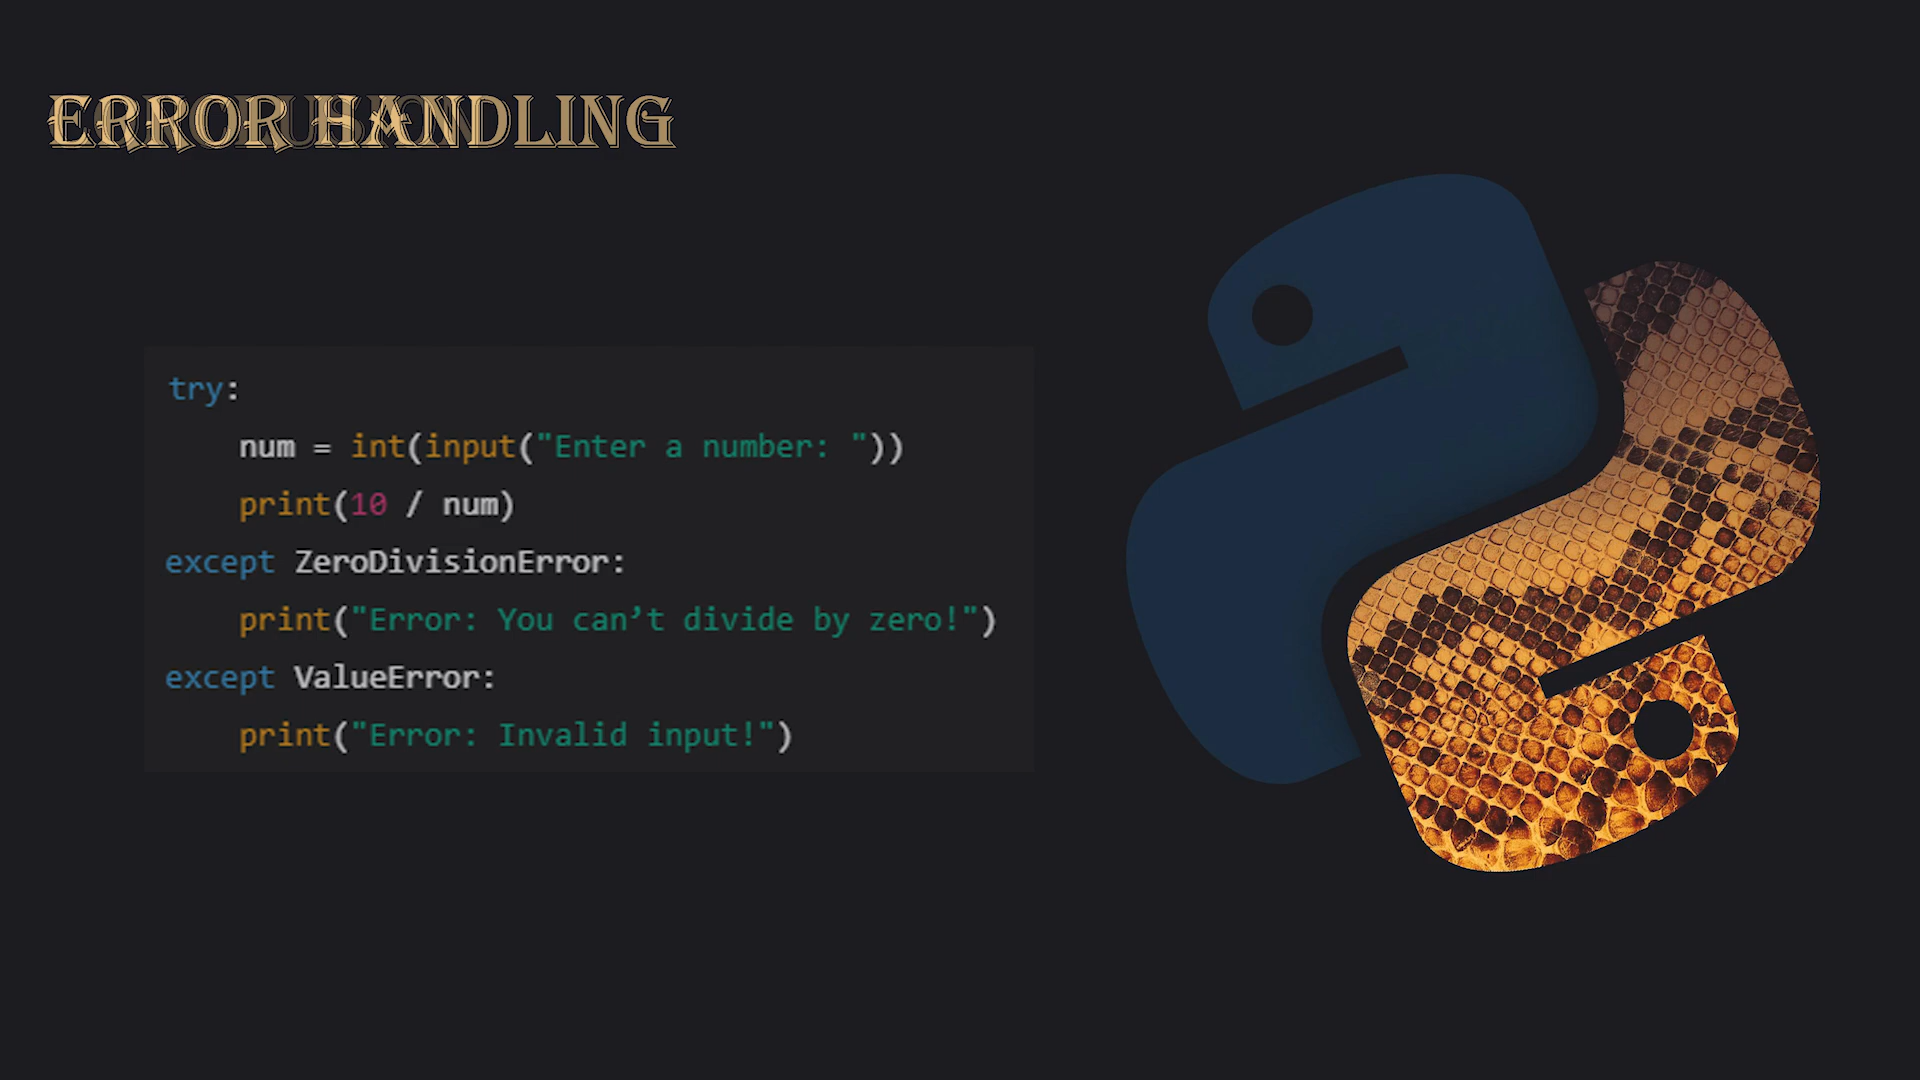 ERROR HANDLING
try:
    num = int(input("Enter a number: "))
    print(10 / num)
except ZeroDivisionError:
    print("Error: You can’t divide by zero!")
except ValueError:
    print("Error: Invalid input!")